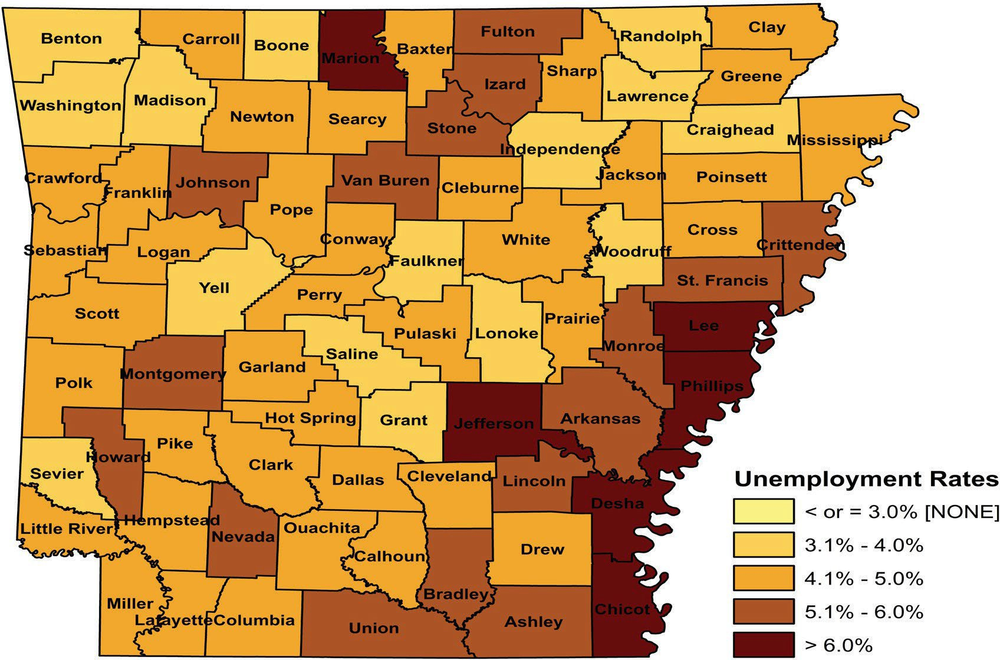 Benton
Carroll
Boone
Marion
Baxter
Fulton
Randolph
Clay
Izard
Sharp
Lawrence
Greene
Washington
Madison
Newton
Searcy
Stone
Independence
Craighead
Mississippi
Crawford
Franklin
Johnson
Pope
Van Buren
Cleburne
Jackson
Poinsett
Sebastian
Logan
Conway
Faulkner
White
Woodruff
Cross
Crittenden
Scott
Yell
Perry
Pulaski
Lonoke
Prairie
St. Francis
Lee
Monroe
Phillips
Polk
Montgomery
Garland
Saline
Hot Spring
Grant
Jefferson
Arkansas
Howard
Pike
Clark
Sevier
Dallas
Cleveland
Lincoln
Desha
Little River
Hempstead
Nevada
Ouachita
Calhoun
Drew
Bradley
Miller
Lafayette
Columbia
Union
Ashley
Chicot
Unemployment Rates
< or = 3.0% [NONE]
3.1% - 4.0%
4.1% - 5.0%
5.1% - 6.0%
> 6.0%